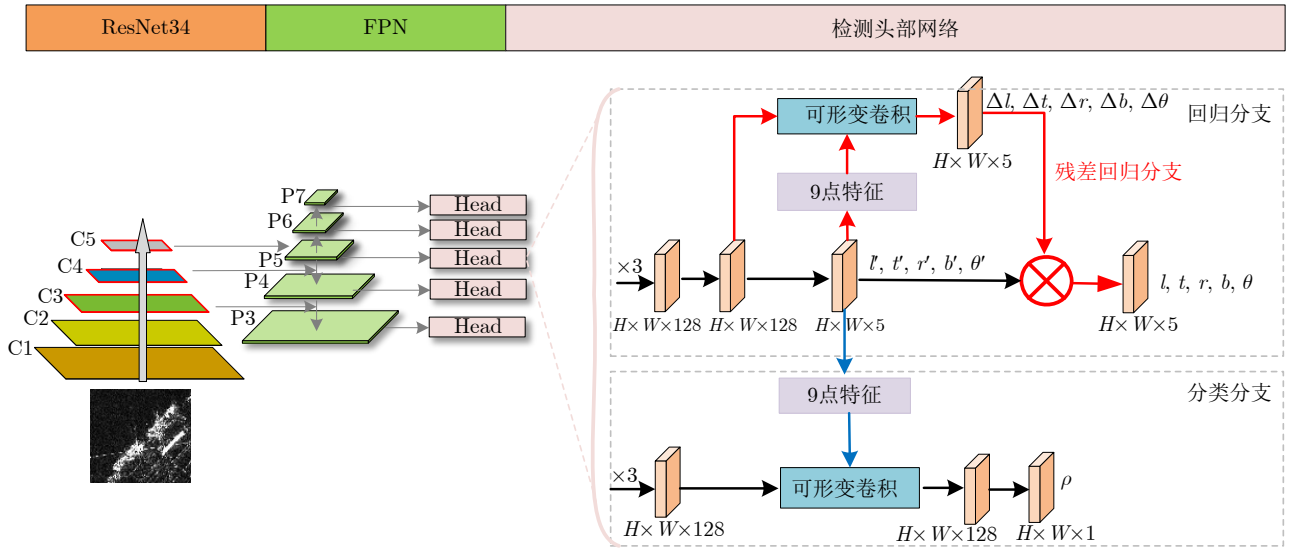 ResNet34
FPN
检测头部网络
C5
C4
C3
C2
C1
P7
P6
P5
P4
P3
Head
Head
Head
Head
Head
可形变卷积
Δl, Δt, Δr, Δb, Δθ
回归分支
H×W×5
残差回归分支
9点特征
×3
l′, t′, r′, b′, θ′
l, t, r, b, θ
H×W×128
H×W×128
H×W×5
H×W×5
9点特征
分类分支
×3
可形变卷积
ρ
H×W×128
H×W×128
H×W×1